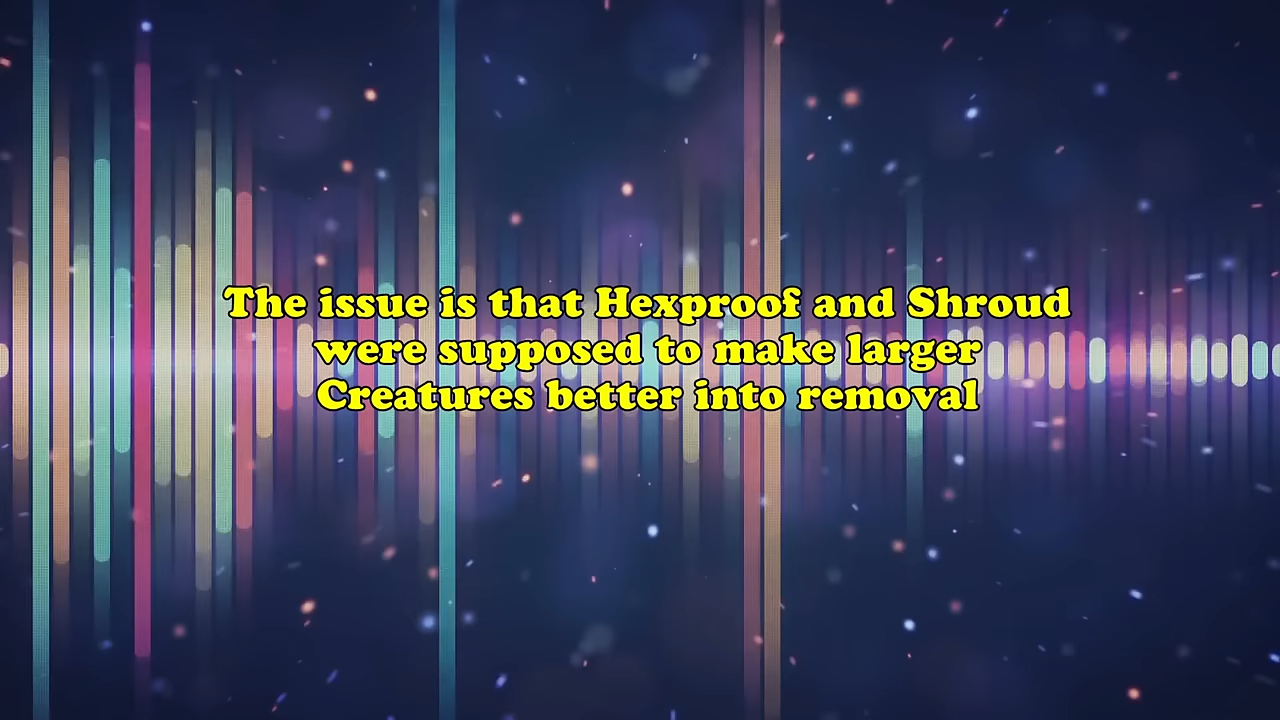 The issue is that Hexproof and Shroud
were supposed to make larger
Creatures better into removal